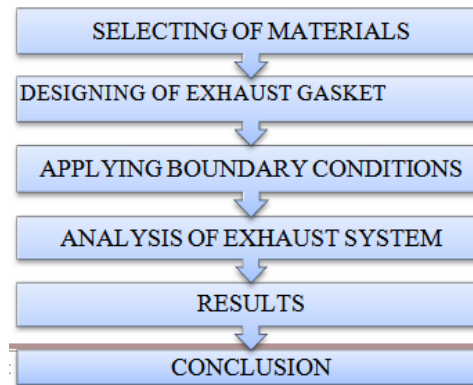 SELECTING OF MATERIALS
DESIGNING OF EXHAUST GASKET
APPLYING BOUNDARY CONDITIONS
ANALYSIS OF EXHAUST SYSTEM
RESULTS
CONCLUSION